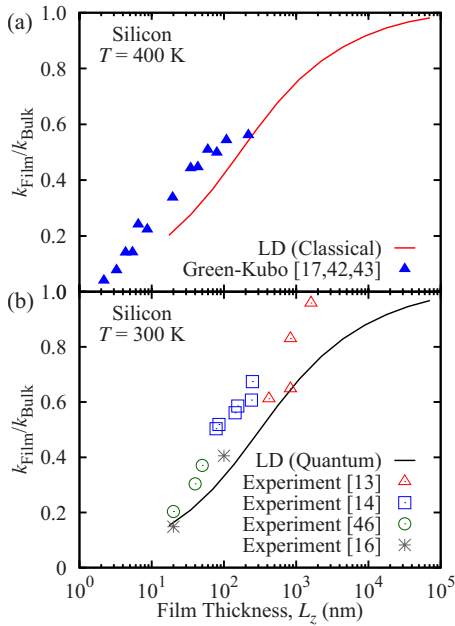 (a)
Silicon
T = 400 K
1.0
0.8
0.6
0.4
0.2
k_Film/k_Bulk
LD (Classical)
Green-Kubo [17,42,43]
(b)
Silicon
T = 300 K
1.0
0.8
0.6
0.4
0.2
0
k_Film/k_Bulk
LD (Quantum)
Experiment [13]
Experiment [14]
Experiment [46]
Experiment [16]
10^0 10^1 10^2 10^3 10^4 10^5
Film Thickness, L_z (nm)